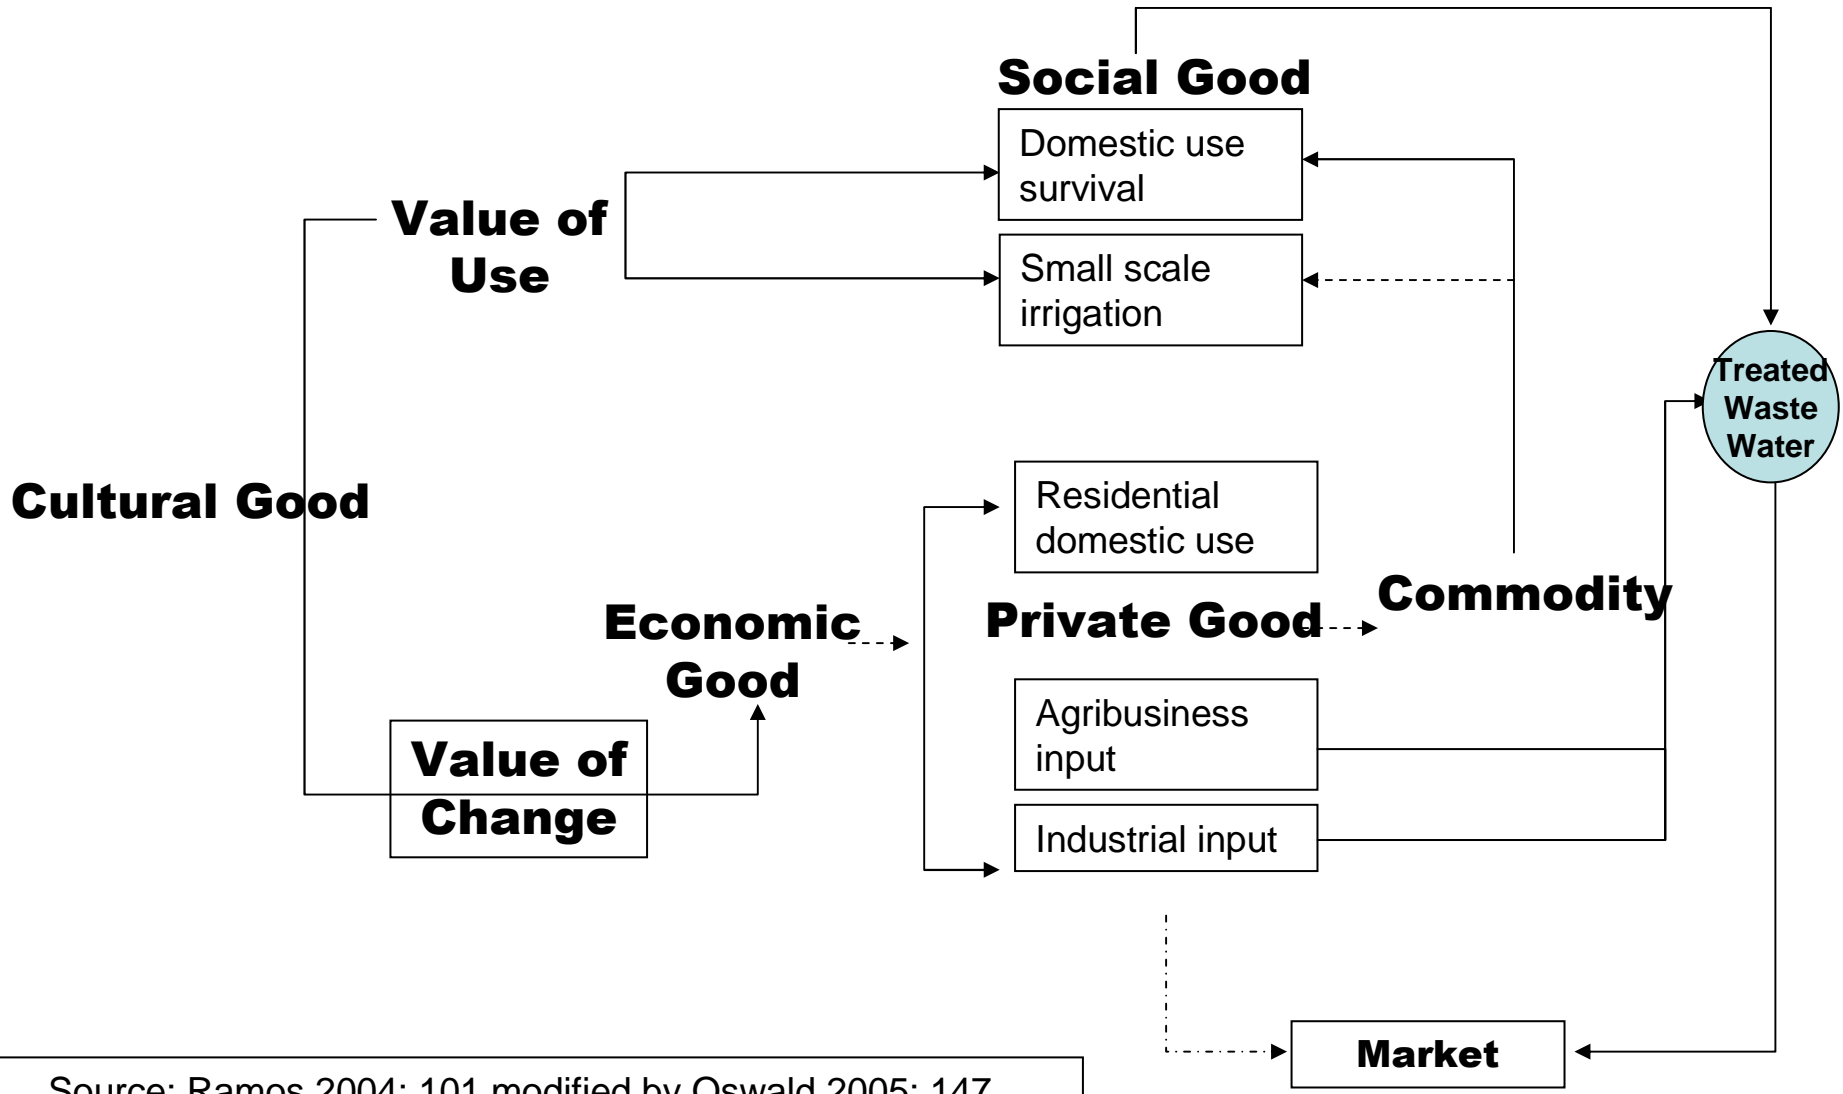 Social Good
Domestic use
survival
Value of
Use
Small scale
irrigation
Treated
Waste
Water
Cultural Good
Residential
domestic use
Commodity
Economic
Good
Private Good
Agribusiness
input
Value of
Change
Industrial input
Market
Source: Ramos 2004: 101 modified by Oswald 2005: 147